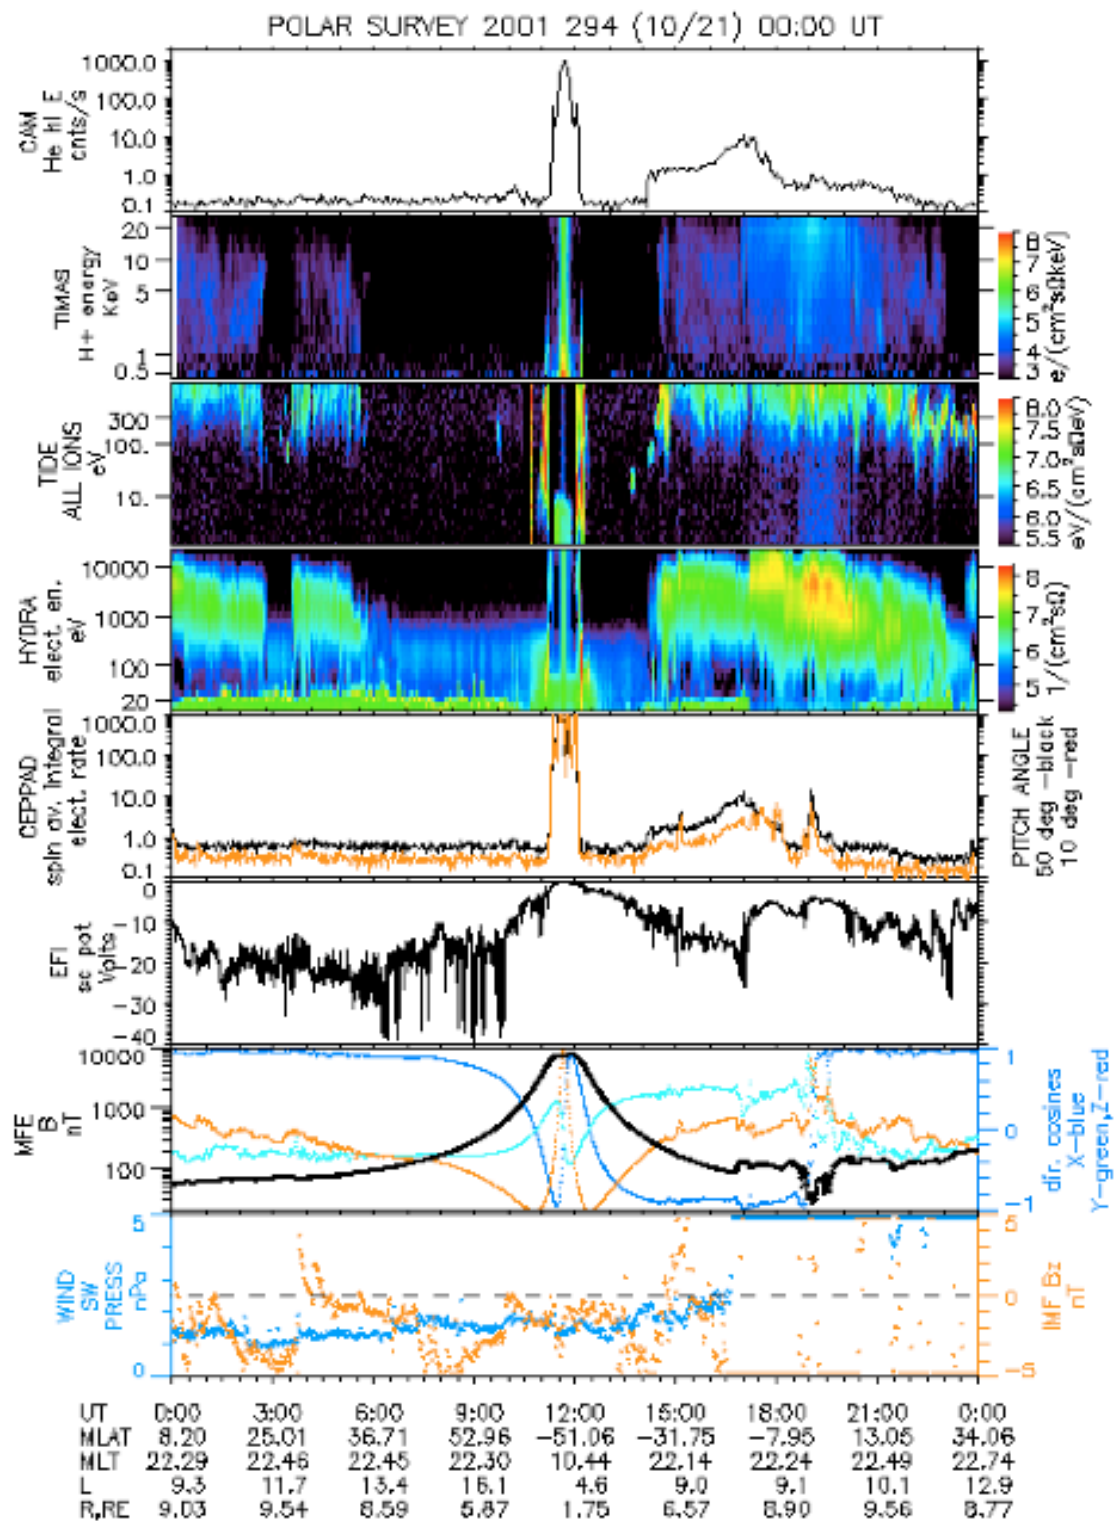 POLAR SURVEY 2001 294 (10/21) 00:00 UT
CAM
He hI E
cnts/s
1000.0
100.0
10.0
1.0
0.1
TIMAS
H+ energy
KeV
20
10
5
1
0.5
8
7
6
5
4
3
e/(cm²sΩkeV)
TIDE
ALL IONS
eV
300
100.
10.
8.0
7.5
7.0
6.5
6.0
5.5
eV/(cm²sΩeV)
HYDRA
elect. en.
eV
10000
1000
100
20
8
7
6
5
1/(cm²sΩ)
CEPPAD
spin av. integral
elect. rate
1000.0
100.0
10.0
1.0
0.1
PITCH ANGLE
50 deg -black
10 deg -red
EFI
sc pot
Volts
0
-10
-20
-30
-40
MFE
B
nT
10000
1000
100
1
0
-1
dir. cosines
X-blue
Y-green,Z-red
WIND
SW
PRESS
nPa
5
0
5
0
-5
IMF Bz
nT
UT 0:00 3:00 6:00 9:00 12:00 15:00 18:00 21:00 0:00
MLAT 8.20 25.01 36.71 52.96 -51.06 -31.75 -7.95 13.05 34.06
MLT 22.29 22.46 22.45 22.30 10.44 22.14 22.24 22.49 22.74
L 9.3 11.7 13.4 16.1 4.6 9.0 9.1 10.1 12.9
R,RE 9.03 9.54 8.59 5.87 1.75 6.57 8.90 9.56 8.77